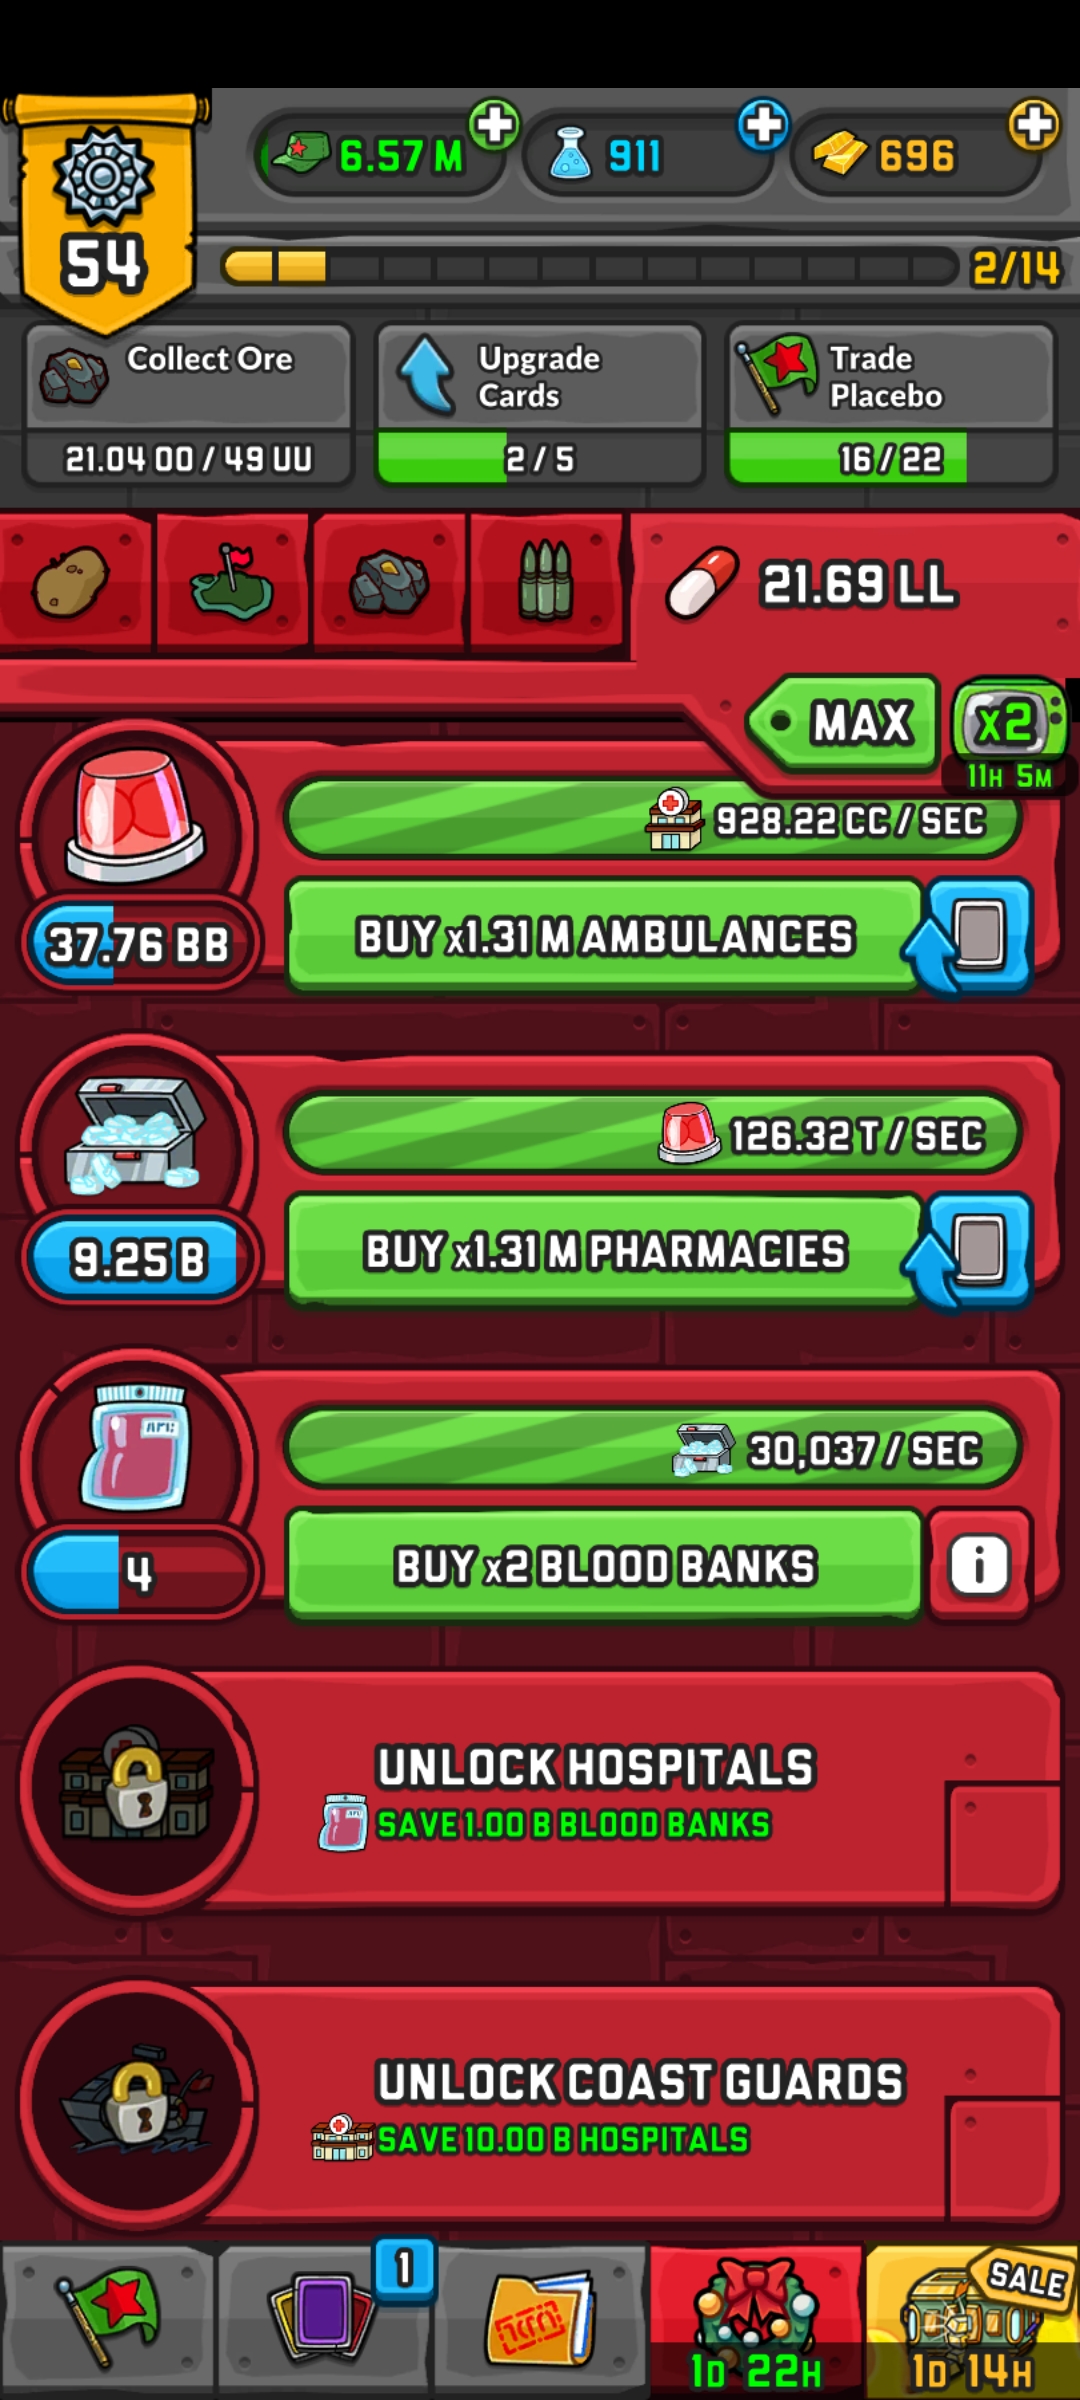 54
6.57 M
911
696
2/14
Collect Ore
21.04 OO / 49 UU
Upgrade
Cards
2 / 5
Trade
Placebo
16 / 22
21.69 LL
MAX
x2
11H 5M
928.22 CC / SEC
37.76 BB
BUY x1.31 M AMBULANCES
126.32 T / SEC
9.25 B
BUY x1.31 M PHARMACIES
30,037 / SEC
4
BUY x2 BLOOD BANKS
i
UNLOCK HOSPITALS
SAVE 1.00 B BLOOD BANKS
UNLOCK COAST GUARDS
SAVE 10.00 B HOSPITALS
1
SALE
1D 22H
1D 14H